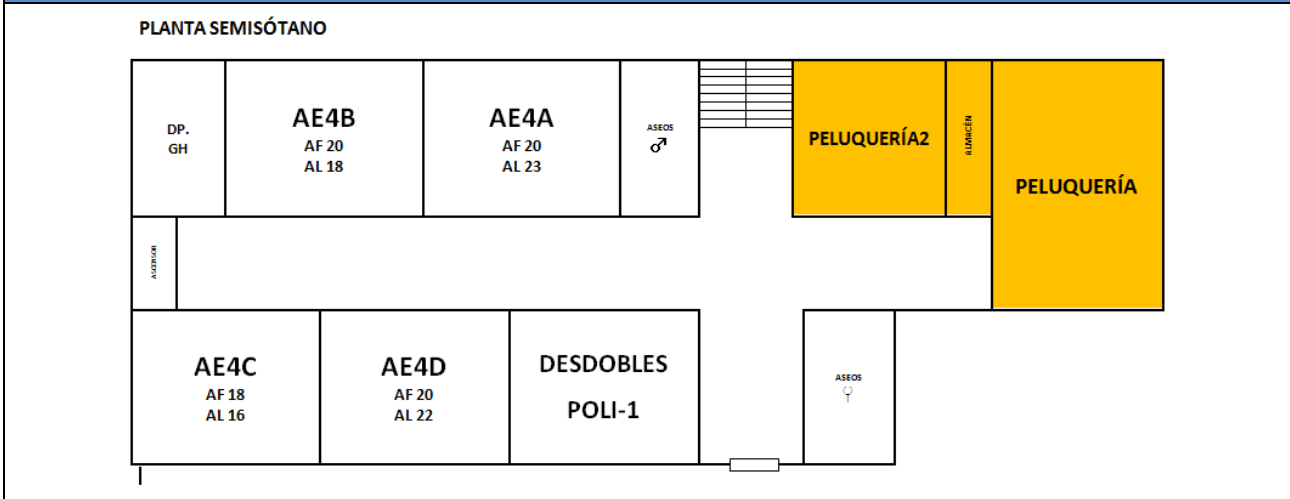 PLANTA SEMISÓTANO
DP.
GH
AE4B
AF 20
AL 18
AE4A
AF 20
AL 23
ASEOS
PELUQUERÍA2
ALMACÉN
PELUQUERÍA
ASCENSOR
AE4C
AF 18
AL 16
AE4D
AF 20
AL 22
DESDOBLES
POLI-1
ASEOS